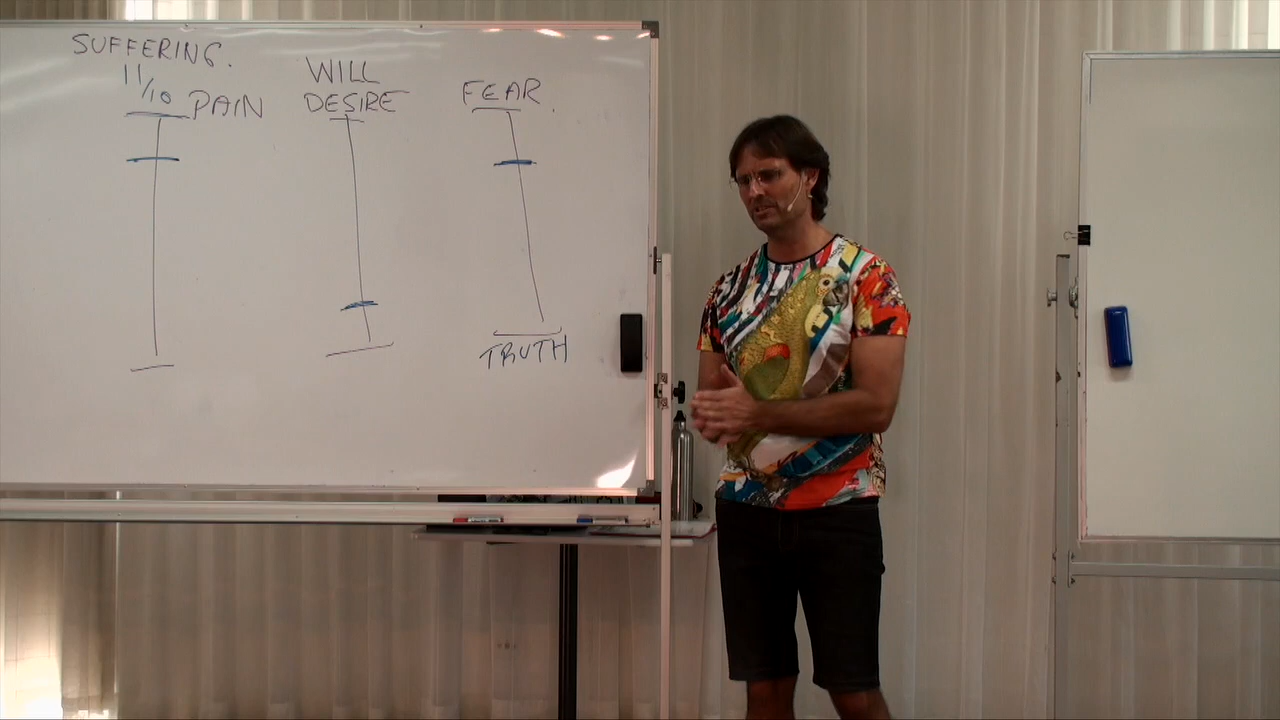 SUFFERING.
11/10 PAIN
WILL
DESIRE
FEAR.
TRUTH